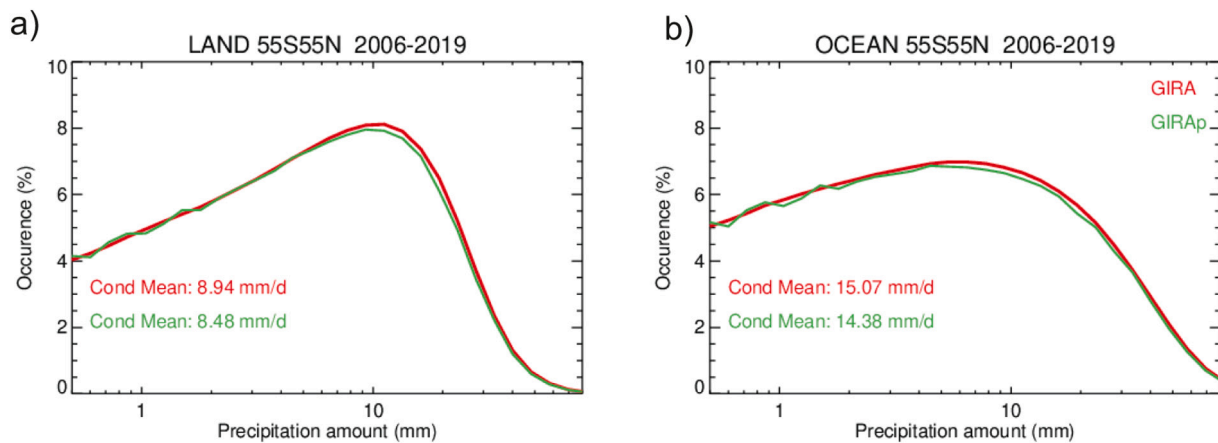 a)
LAND 55S55N 2006-2019
10
8
6
4
2
0
Occurence (%)
Cond Mean: 8.94 mm/d
Cond Mean: 8.48 mm/d
1
10
Precipitation amount (mm)
b)
OCEAN 55S55N 2006-2019
10
8
6
4
2
0
Occurence (%)
GIRA
GIRAp
Cond Mean: 15.07 mm/d
Cond Mean: 14.38 mm/d
1
10
Precipitation amount (mm)